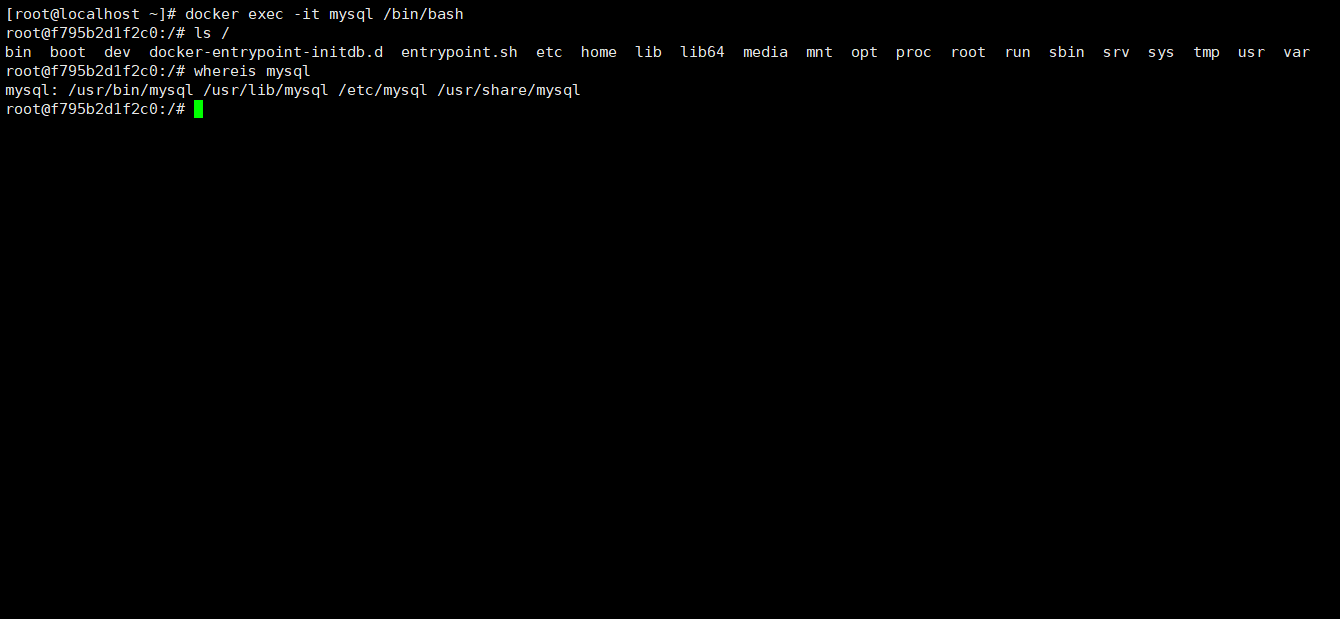 [root@localhost ~]# docker exec -it mysql /bin/bash
root@f795b2d1f2c0:/# ls /
bin  boot  dev  docker-entrypoint-initdb.d  entrypoint.sh  etc  home  lib  lib64  media  mnt  opt  proc  root  run  sbin  srv  sys  tmp  usr  var
root@f795b2d1f2c0:/# whereis mysql
mysql: /usr/bin/mysql /usr/lib/mysql /etc/mysql /usr/share/mysql
root@f795b2d1f2c0:/#